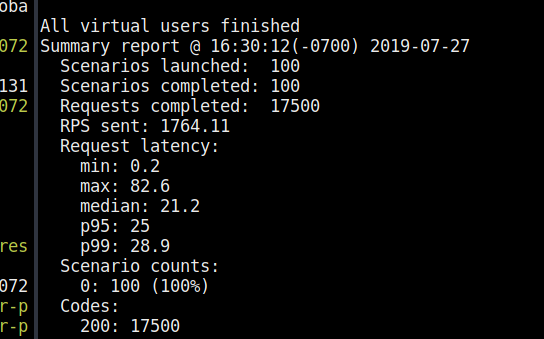 oba
All virtual users finished
072 Summary report @ 16:30:12(-0700) 2019-07-27
Scenarios launched: 100
131 Scenarios completed: 100
072 Requests completed: 17500
RPS sent: 1764.11
Request latency:
min: 0.2
max: 82.6
median: 21.2
p95: 25
res p99: 28.9
Scenario counts:
072 0: 100 (100%)
r-p Codes:
r-p 200: 17500